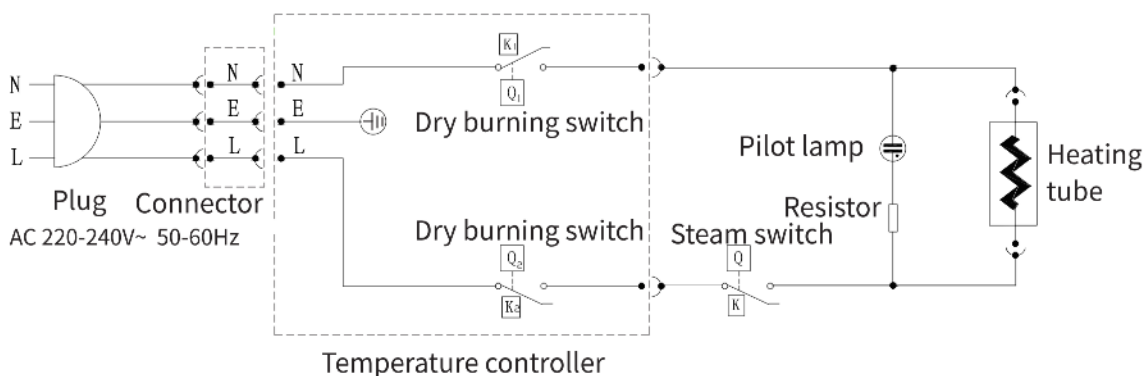 K1
N
N
N
Q1
E
E
E
Dry burning switch
L
L
L
Pilot lamp
Heating
tube
Plug
Connector
Resistor
AC 220-240V~ 50-60Hz
Dry burning switch
Steam switch
Q2
Q
K2
K
Temperature controller